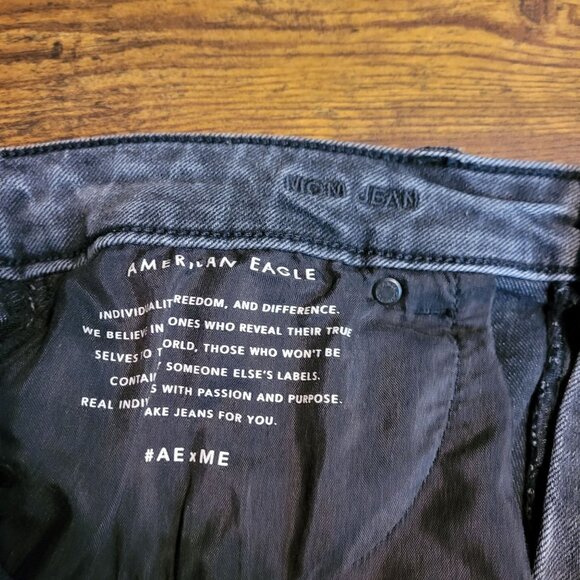 MOM JEAN
AMERICAN EAGLE
INDIVIDUALIT REEDOM, AND DIFFERENCE.
WE BELIEVE IN ONES WHO REVEAL THEIR TRUE
SELVES TO T ORLD, THOSE WHO WON'T BE
CONTAI Y SOMEONE ELSE'S LABELS.
REAL INDIV S WITH PASSION AND PURPOSE.
AKE JEANS FOR YOU.
#AExME